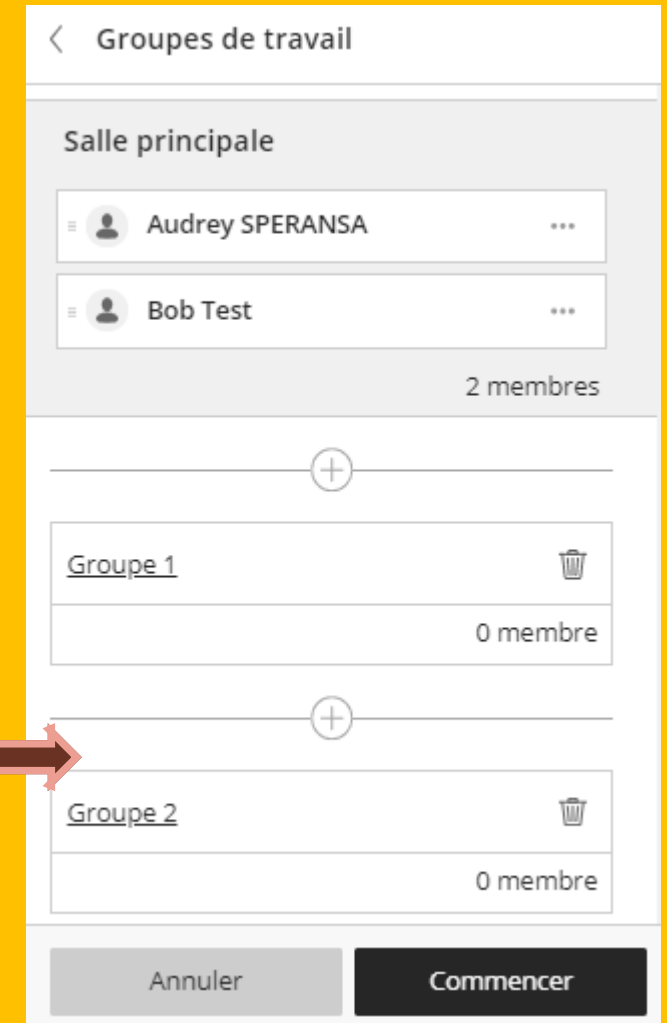 Groupes de travail
Salle principale
Audrey SPERANSA
Bob Test
2 membres
Groupe 1
0 membre
Groupe 2
0 membre
Annuler
Commencer